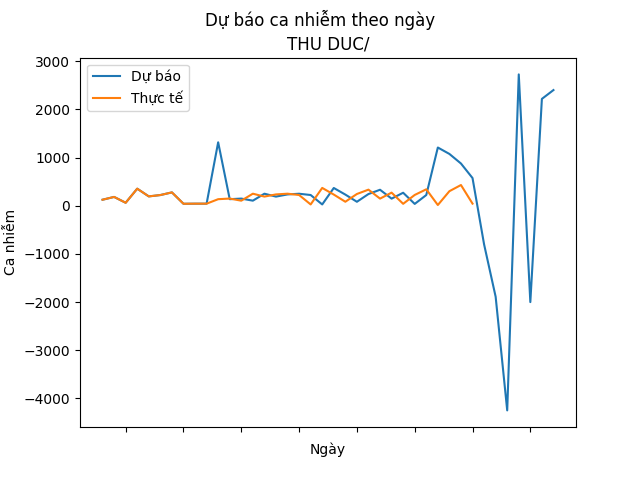 Dự báo ca nhiễm theo ngày
THU DUC/
Dự báo
Thực tế
3000
2000
1000
0
−1000
−2000
−3000
−4000
Ca nhiễm
Ngày